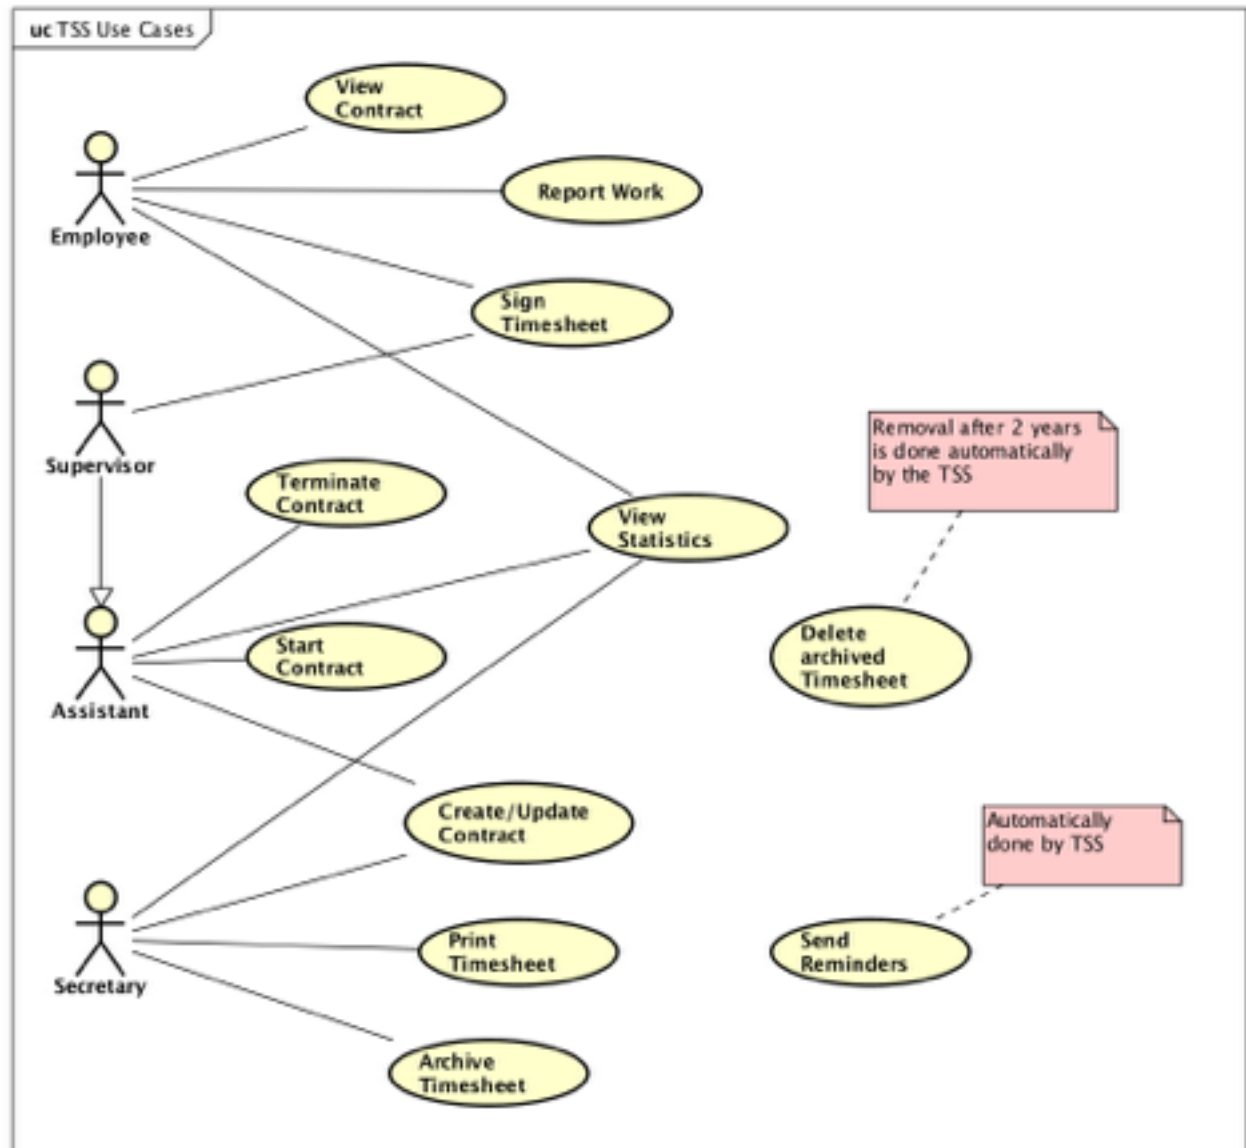 uc TSS Use Cases
View
Contract
Report Work
Employee
Sign
Timesheet
Removal after 2 years
is done automatically
by the TSS
Supervisor
Terminate
Contract
View
Statistics
Start
Contract
Delete
archived
Timesheet
Assistant
Create/Update
Contract
Automatically
done by TSS
Print
Timesheet
Send
Reminders
Secretary
Archive
Timesheet